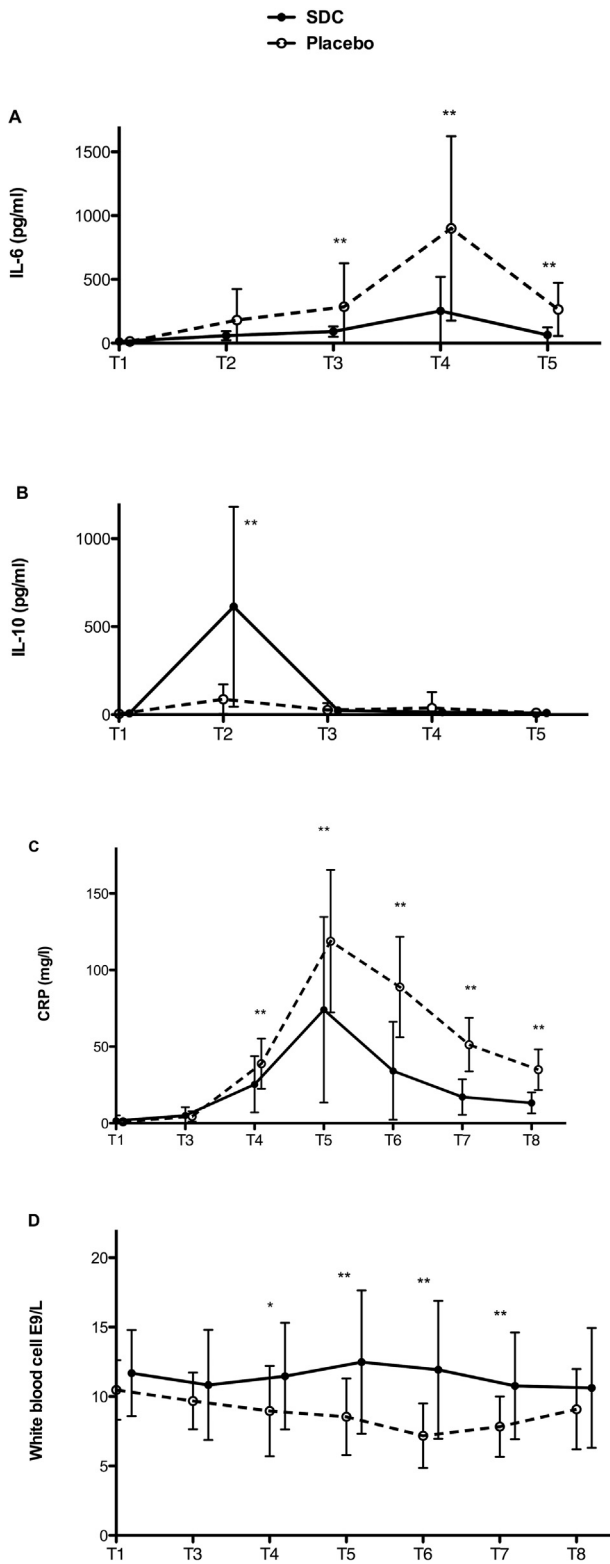 SDC
Placebo
A
**
1500
1000
**
**
IL-6 (pg/ml)
500
0
T1 T2 T3 T4 T5
B
**
1000
IL-10 (pg/ml)
500
0
T1 T2 T3 T4 T5
C
**
150
**
100
**
CRP (mg/l)
**
**
50
0
T1 T3 T4 T5 T6 T7 T8
D
20
**
**
*
**
15
White blood cell E9/L
10
5
0
T1 T3 T4 T5 T6 T7 T8